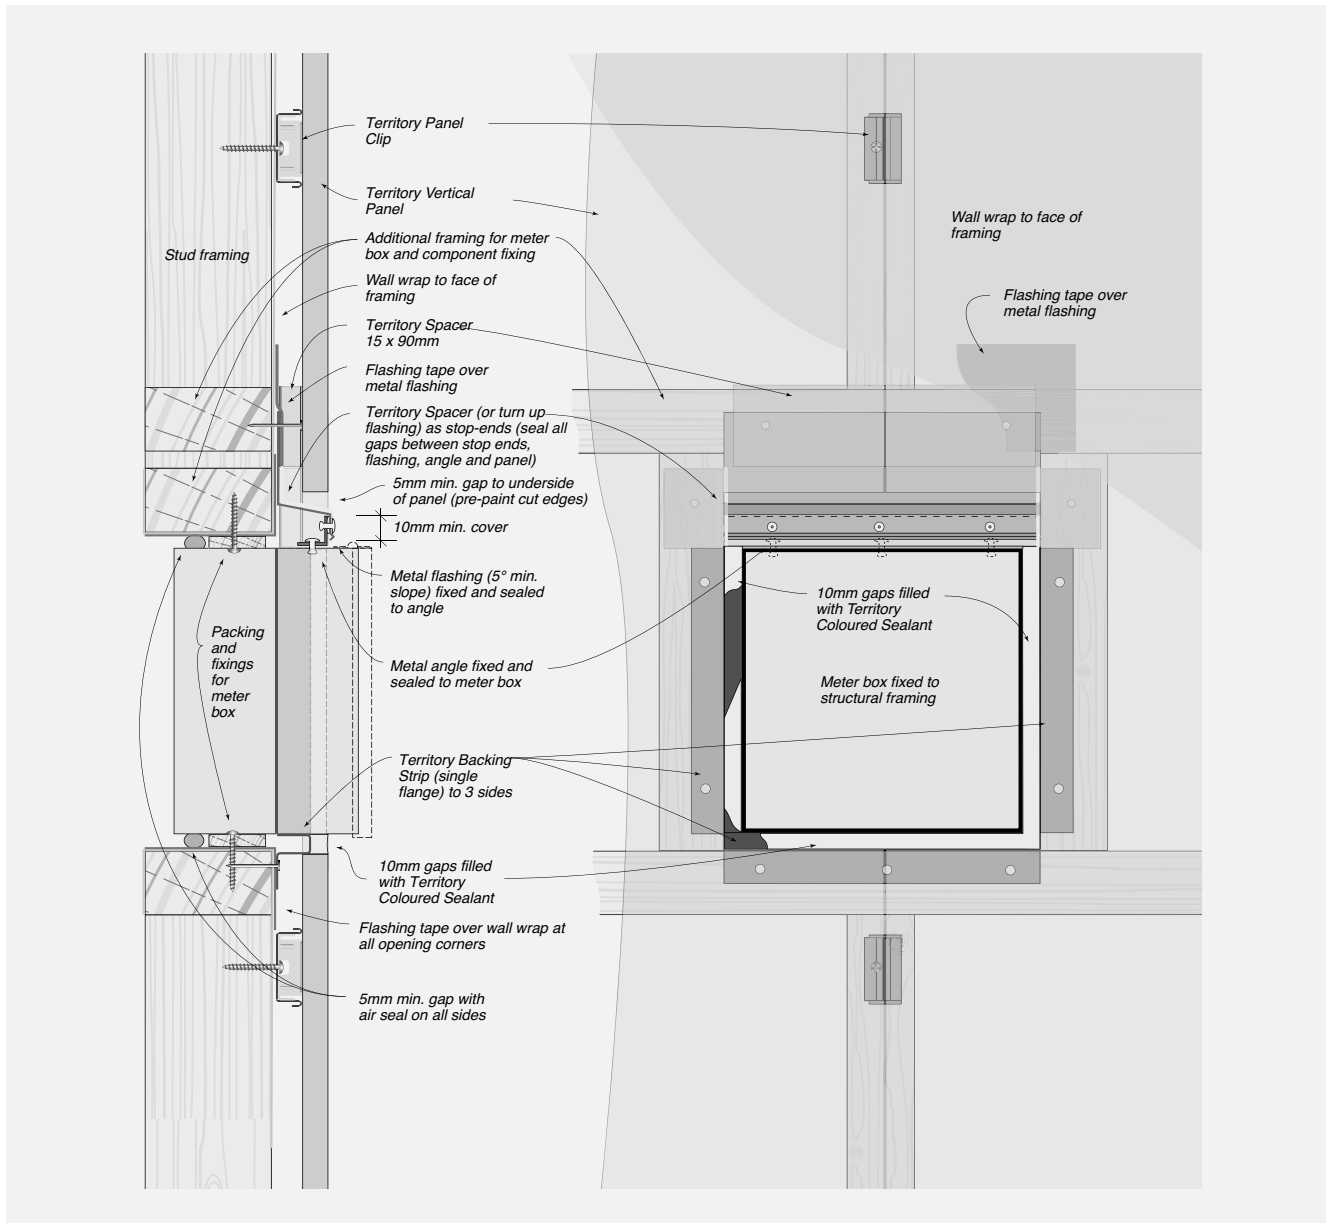 Territory Panel
Clip
Territory Vertical
Panel
Wall wrap to face of
framing
Stud framing
Additional framing for meter
box and component fixing
Wall wrap to face of
framing
Flashing tape over
metal flashing
Territory Spacer
15 x 90mm
Flashing tape over
metal flashing
Territory Spacer (or turn up
flashing) as stop-ends (seal all
gaps between stop ends,
flashing, angle and panel)
5mm min. gap to underside
of panel (pre-paint cut edges)
10mm min. cover
Metal flashing (5° min.
slope) fixed and sealed
to angle
10mm gaps filled
with Territory
Coloured Sealant
Packing
and
fixings
for
meter
box
Metal angle fixed and
sealed to meter box
Meter box fixed to
structural framing
Territory Backing
Strip (single
flange) to 3 sides
10mm gaps filled
with Territory
Coloured Sealant
Flashing tape over wall wrap at
all opening corners
5mm min. gap with
air seal on all sides